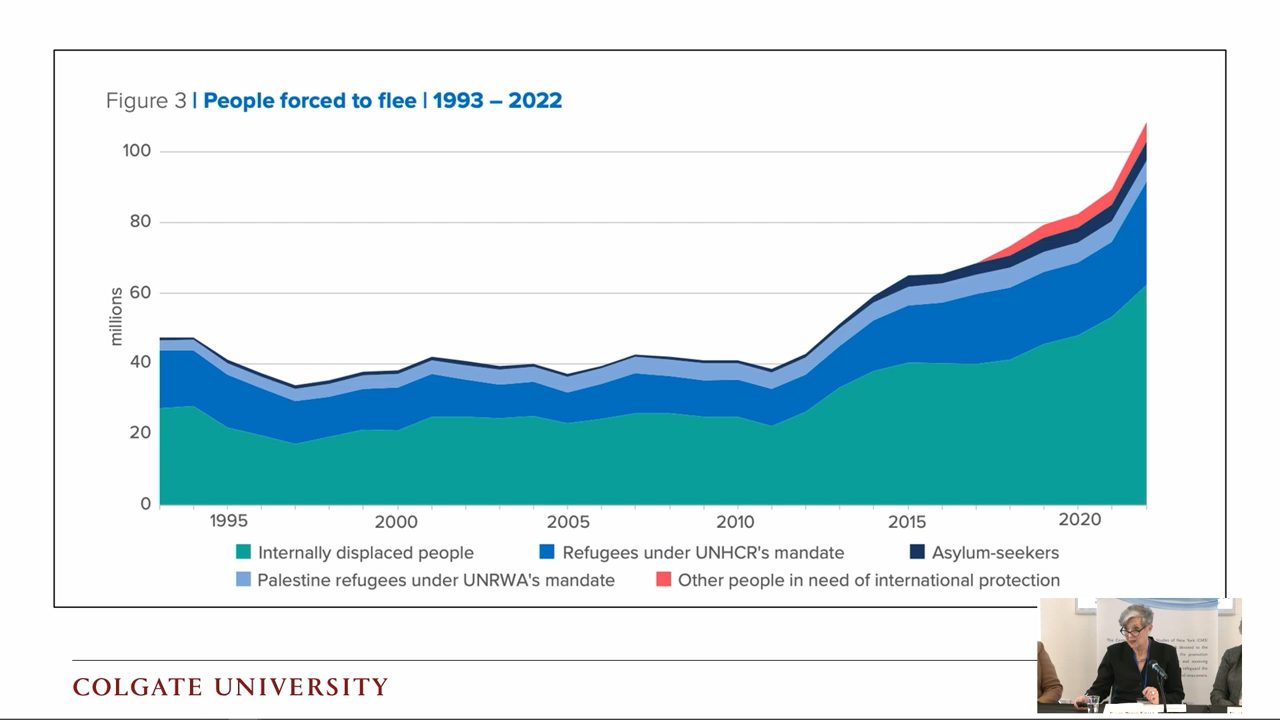 Figure 3 | People forced to flee | 1993 – 2022
100
80
60
40
20
0
millions
1995 2000 2005 2010 2015 2020
Internally displaced people Refugees under UNHCR's mandate Asylum-seekers
Palestine refugees under UNRWA's mandate Other people in need of international protection
COLGATE UNIVERSITY